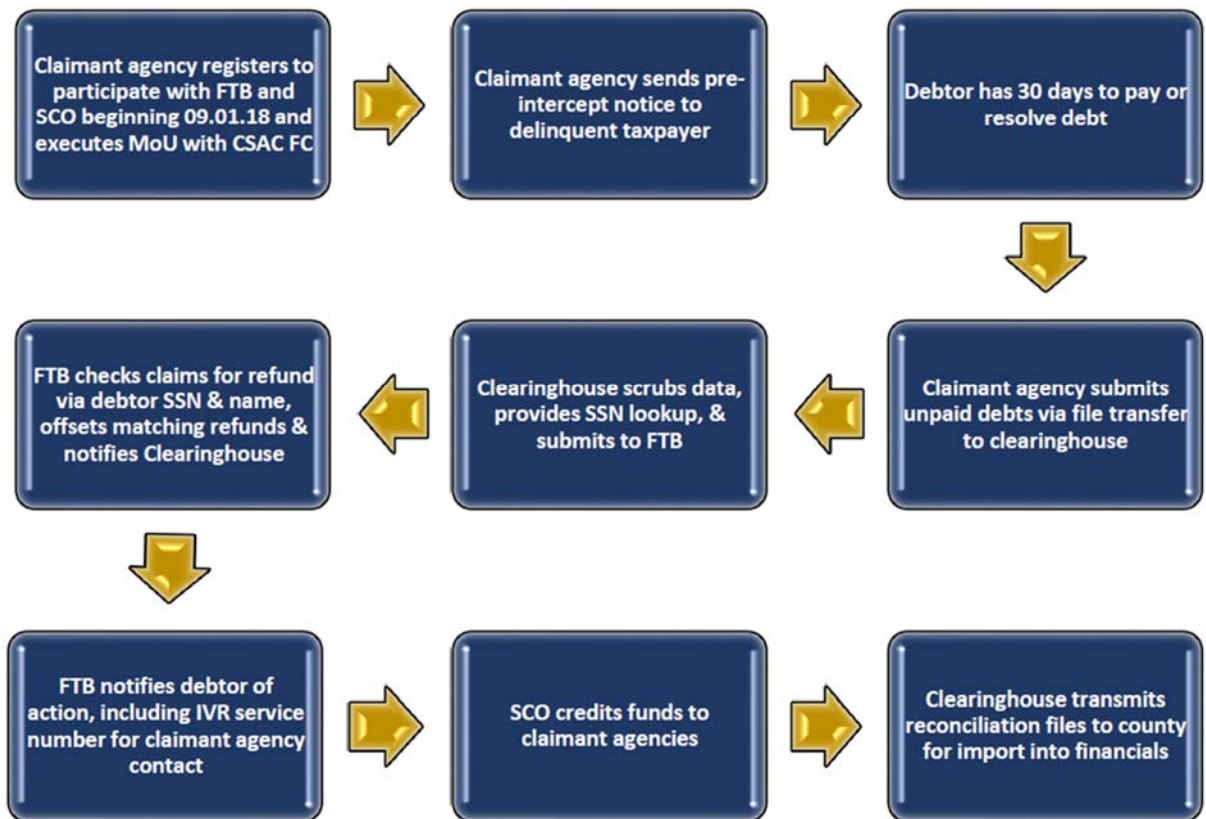 Claimant agency registers to
participate with FTB and
SCO beginning 09.01.18 and
executes MoU with CSAC FC
Claimant agency sends pre-
intercept notice to
delinquent taxpayer
Debtor has 30 days to pay or
resolve debt
Claimant agency submits
unpaid debts via file transfer
to clearinghouse
Clearinghouse scrubs data,
provides SSN lookup, &
submits to FTB
FTB checks claims for refund
via debtor SSN & name,
offsets matching refunds &
notifies Clearinghouse
FTB notifies debtor of
action, including IVR service
number for claimant agency
contact
SCO credits funds to
claimant agencies
Clearinghouse transmits
reconciliation files to county
for import into financials